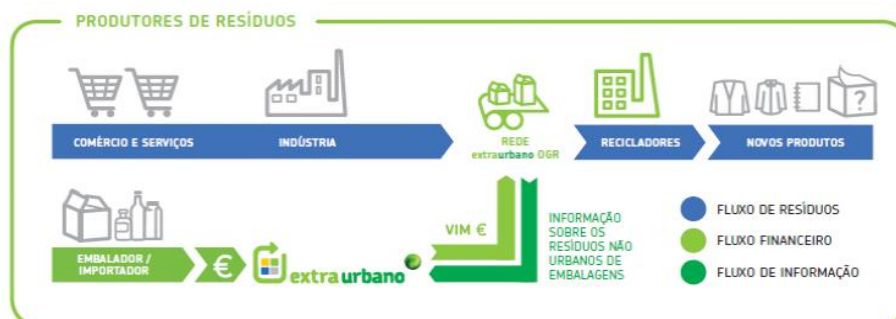 PRODUTORES DE RESÍDUOS
?
COMÉRCIO E SERVIÇOS
INDÚSTRIA
REDE
extraurbano OGR
RECICLADORES
NOVOS PRODUTOS
EMBALADOR /
IMPORTADOR
€
extraurbano
VIM €
INFORMAÇÃO
SOBRE OS
RESÍDUOS NÃO
URBANOS DE
EMBALAGENS
FLUXO DE RESÍDUOS
FLUXO FINANCEIRO
FLUXO DE INFORMAÇÃO